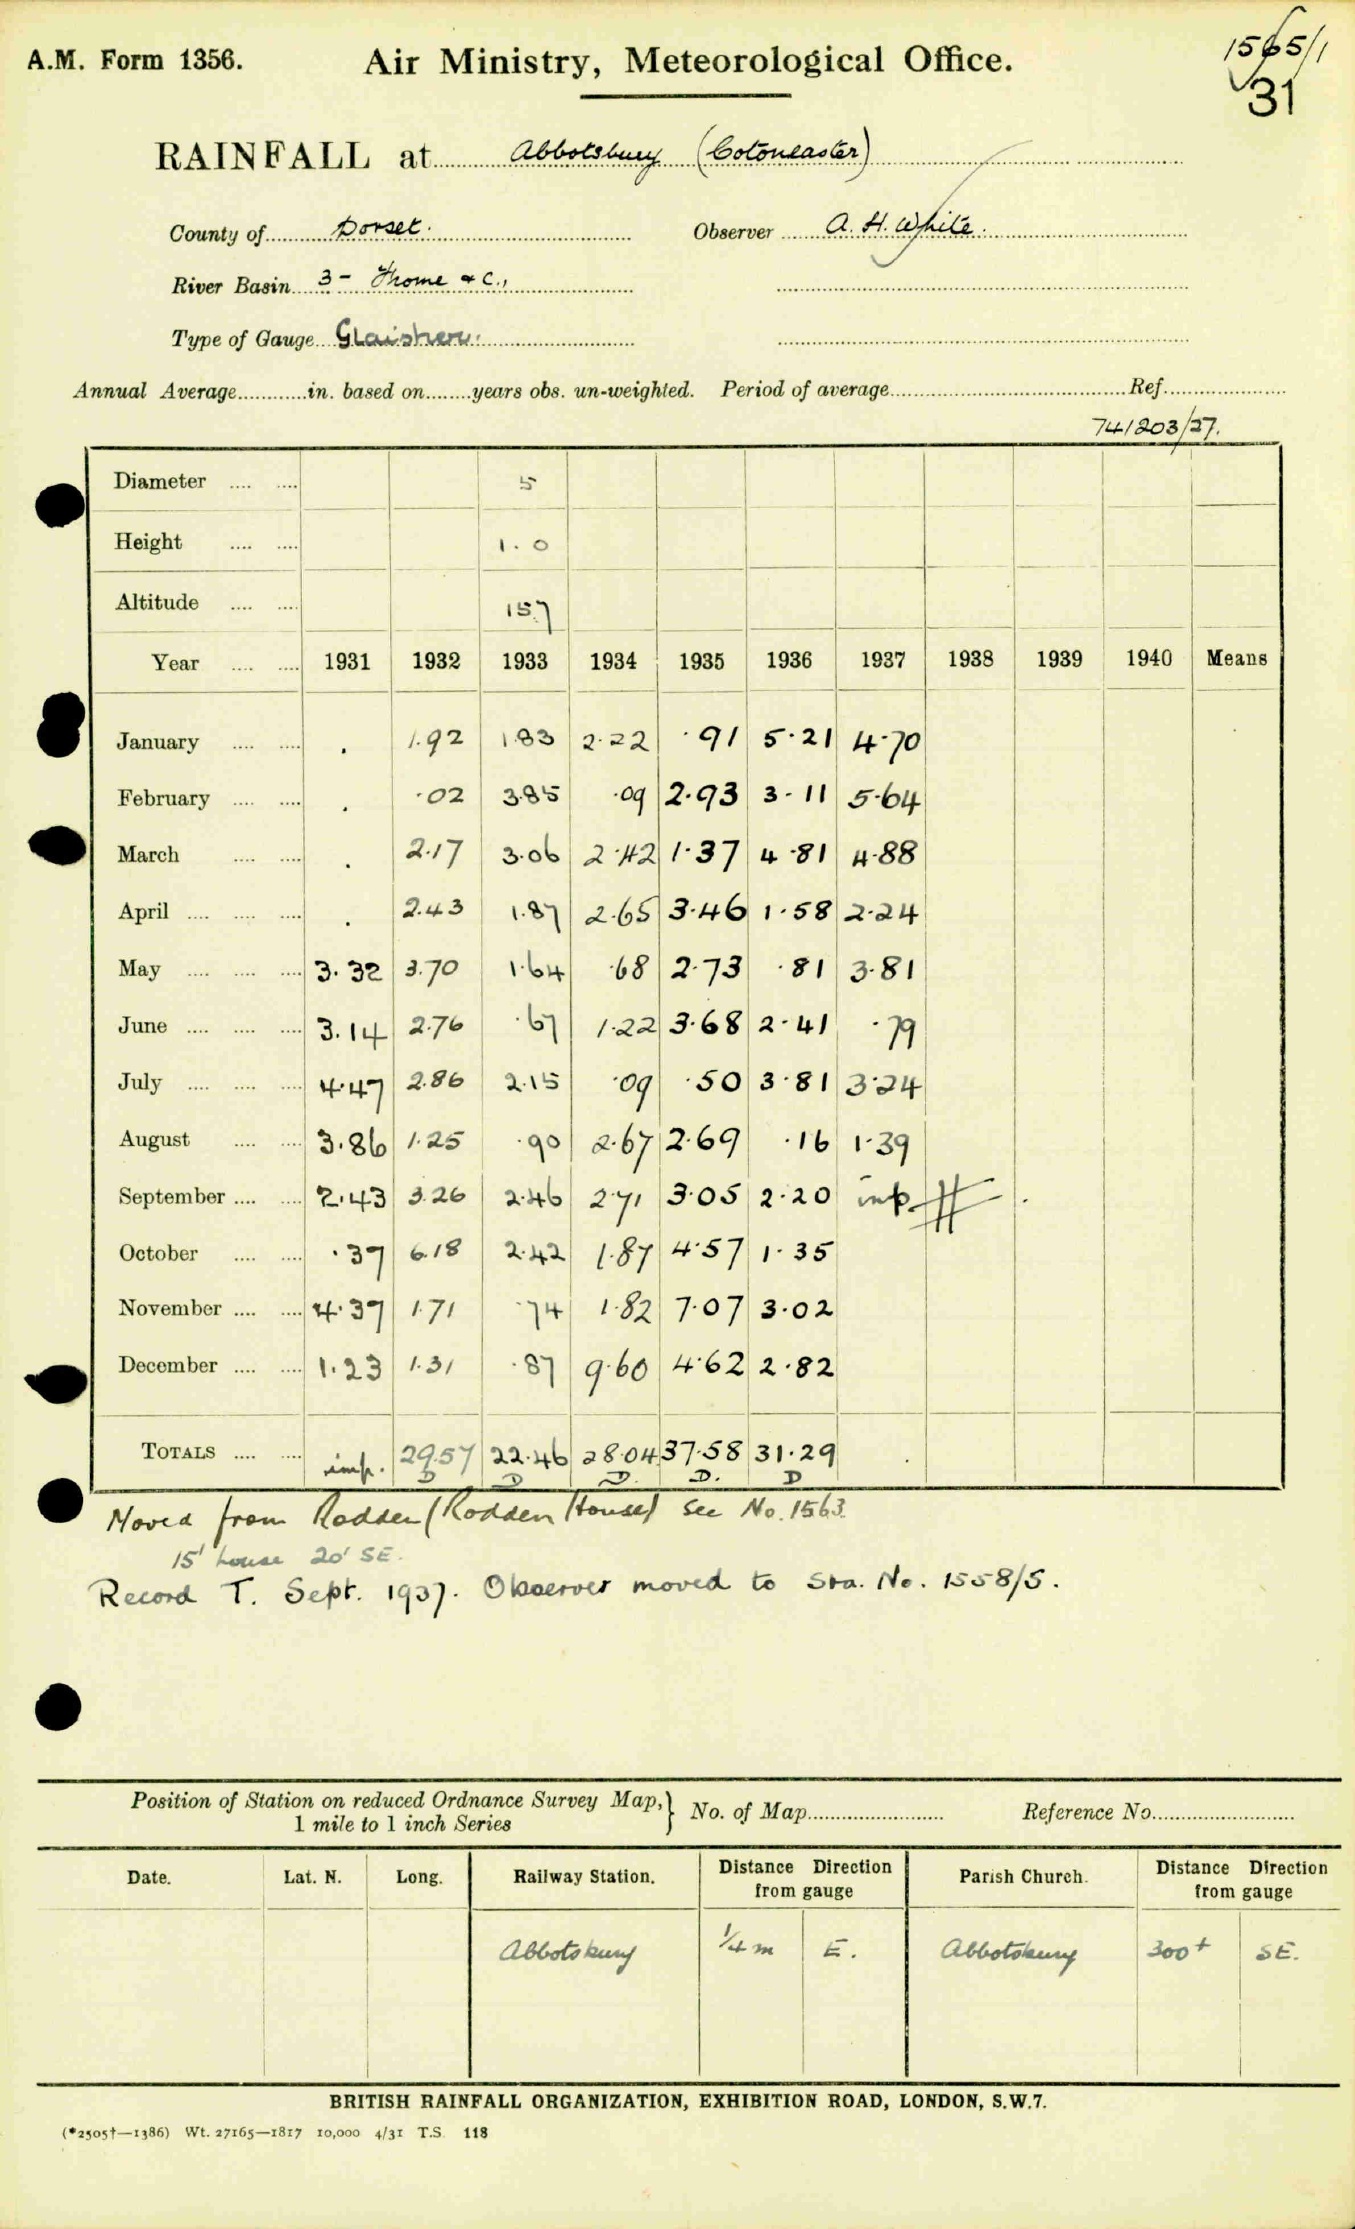 A.M. Form 1356. Air Ministry, Meteorological Office. 1565/1
31
RAINFALL at Abbotsbury (Cotoneaster)
County of Dorset. Observer A. H. White.
River Basin 3 - Frome & C.,
Type of Gauge Glaisher.
Annual Average in. based on years obs. un-weighted. Period of average Ref.
741203/27.
Diameter 5
Height 1.0
Altitude 157
Year 1931 1932 1933 1934 1935 1936 1937 1938 1939 1940 Means
January . 1.92 1.83 2.22 .91 5.21 4.70
February . .02 3.85 .09 2.93 3.11 5.64
March . 2.17 3.06 2.42 1.37 4.81 4.88
April . 2.43 1.87 2.65 3.46 1.58 2.24
May 3.32 3.70 1.64 .68 2.73 .81 3.81
June 3.14 2.76 .67 1.22 3.68 2.41 .79
July 4.47 2.86 2.15 .09 .50 3.81 3.24
August 3.86 1.25 .90 2.67 2.69 .16 1.39
September 2.43 3.26 2.46 2.71 3.05 2.20 imp
October .37 6.18 2.42 1.87 4.57 1.35
November 4.37 1.71 .74 1.82 7.07 3.02
December 1.23 1.31 .87 9.60 4.62 2.82
TOTALS imp. 29.57 22.46 28.04 37.58 31.29
D D D. D. D
Moved from Rodden (Rodden House) see No. 1563
15' house 20' SE.
Record T. Sept. 1937. Observer moved to Sta. No. 1558/5.
Position of Station on reduced Ordnance Survey Map, } No. of Map Reference No.
1 mile to 1 inch Series
Date. Lat. N. Long. Railway Station. Distance Direction from gauge Parish Church. Distance Direction from gauge
Abbotsbury 1/4 m E. Abbotsbury 300+ SE.
BRITISH RAINFALL ORGANIZATION, EXHIBITION ROAD, LONDON, S.W.7.
(*2505†—1386) Wt. 27165—1817 10,000 4/31 T.S. 118